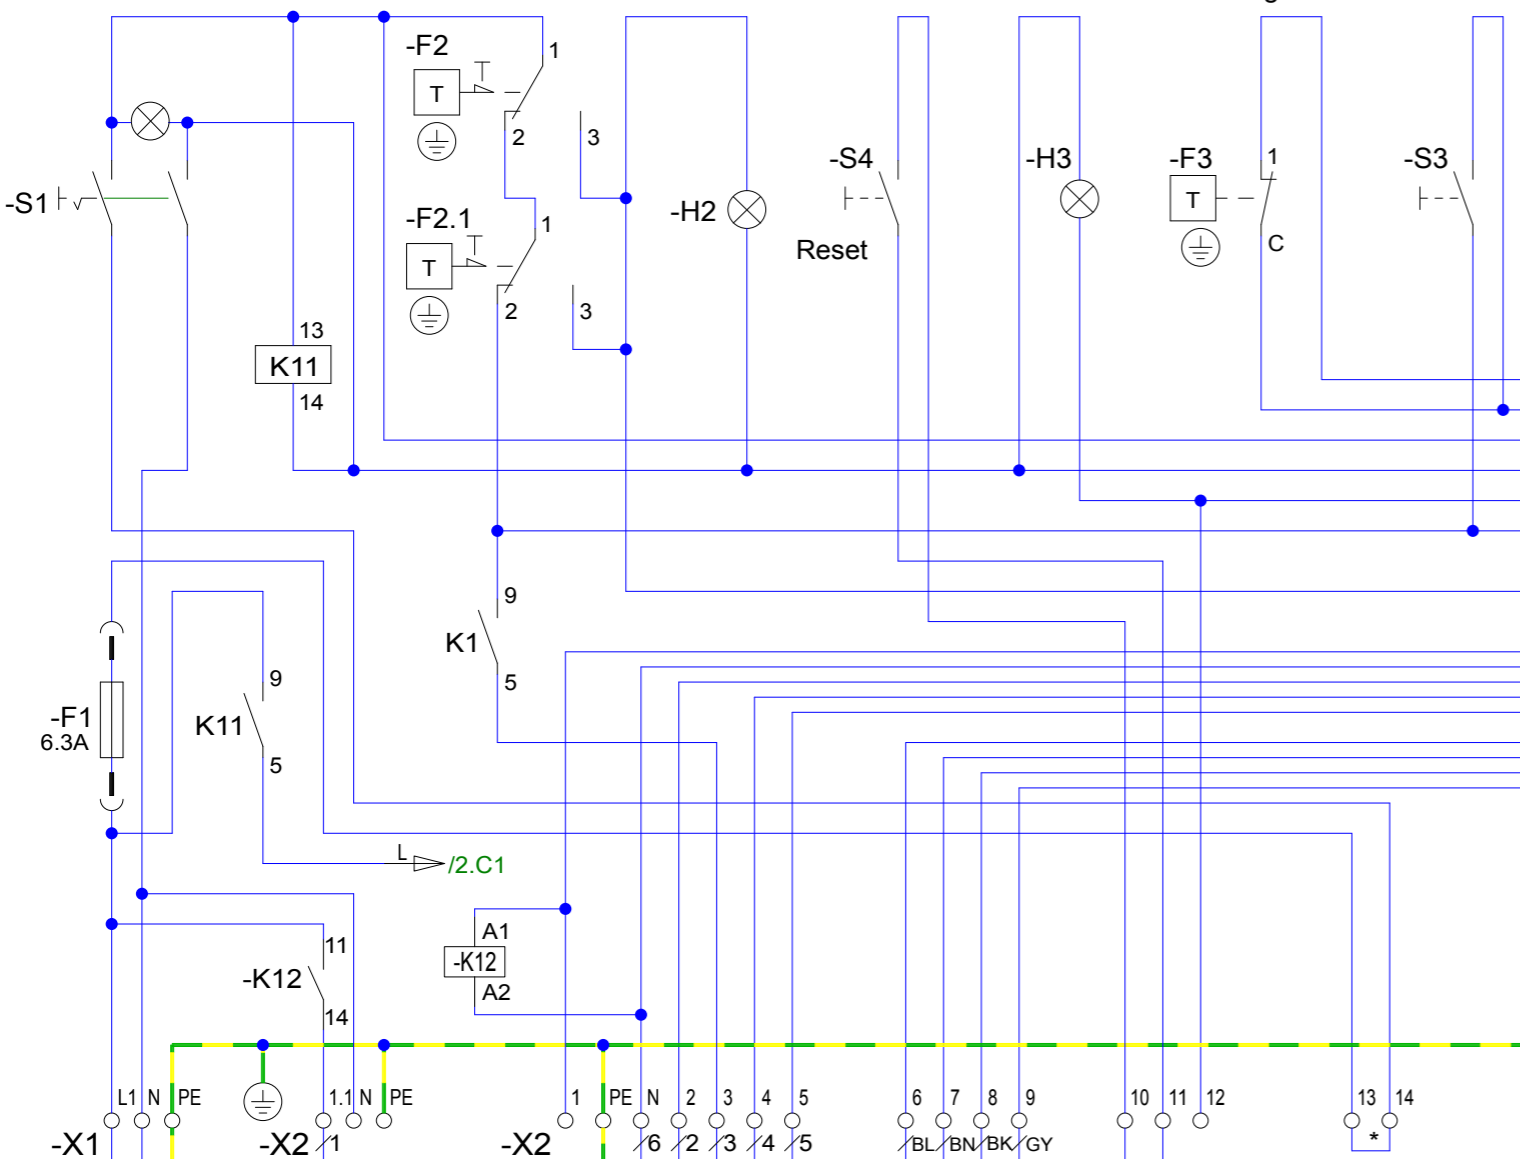 g
-F2
1
T
2
3
-S4
-H3
-F3
1
-S3
T
-S1
-F2.1
1
-H2
C
T
Reset
2
3
13
K11
14
9
K1
5
9
-F1
6.3A
K11
5
L
/2.C1
11
A1
-K12
-K12
A2
14
L1
N
PE
1.1
N
PE
1
PE
N
2
3
4
5
6
7
8
9
10
11
12
13
14
-X1
-X2
/1
-X2
/6
/2
/3
/4
/5
/BL
/BN
/BK
/GY
*